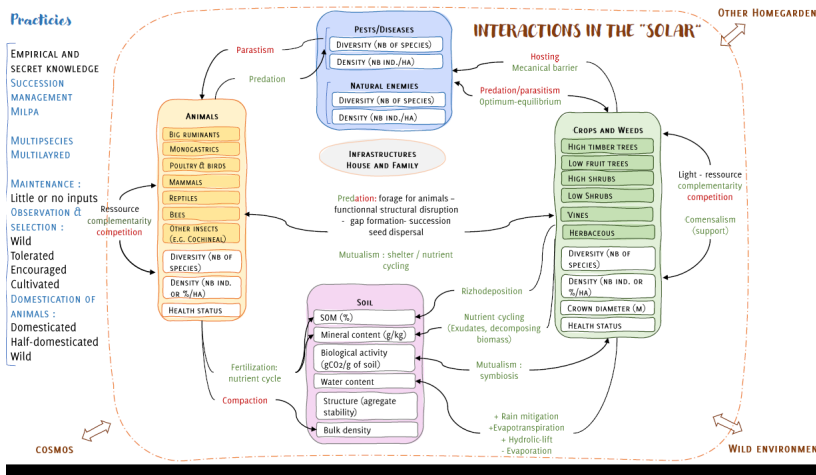 Practicies
INTERACTIONS IN THE "SOLAR"
OTHER HOMEGARDEN
EMPIRICAL AND
SECRET KNOWLEDGE
SUCCESSION
MANAGEMENT
MILPA
MULTISPECIES
MULTILAYRED
MAINTENANCE :
Little or no inputs
OBSERVATION &
SELECTION :
Wild
Tolerated
Encouraged
Cultivated
DOMESTICATION OF
ANIMALS :
Domesticated
Half-domesticated
Wild
COSMOS
Parastism
Predation
PESTS/DISEASES
DIVERSITY (NB OF SPECIES)
DENSITY (NB IND./HA)
NATURAL ENEMIES
DIVERSITY (NB OF SPECIES)
DENSITY (NB IND./HA)
Hosting
Mecanical barrier
Predation/parasitism
Optimum-equilibrium
INFRASTRUCTURES
HOUSE AND FAMILY
ANIMALS
BIG RUMINANTS
MONOGASTRICS
POULTRY & BIRDS
MAMMALS
REPTILES
BEES
OTHER INSECTS
(E.G. COCHINEAL)
DIVERSITY (NB OF
SPECIES)
DENSITY (NB IND.
OR %/HA)
HEALTH STATUS
Ressource
complementarity
competition
Predation: forage for animals –
functionnal structural disruption
- gap formation- succession
seed dispersal
Mutualism : shelter / nutrient
cycling
CROPS AND WEEDS
HIGH TIMBER TREES
LOW FRUIT TREES
HIGH SHRUBS
LOW SHRUBS
VINES
HERBACEOUS
DIVERSITY (NB OF
SPECIES)
DENSITY (NB IND. OR
%/HA)
CROWN DIAMETER (M)
HEALTH STATUS
Light - ressource
complementarity
competition
Comensalism
(support)
SOIL
SOM (%)
Mineral content (g/kg)
Biological activity
(gCO2/g of soil)
Water content
Structure (agregate
stability)
Bulk density
Fertilization:
nutrient cycle
Compaction
Rizhodeposition
Nutrient cycling
(Exudates, decomposing
biomass)
Mutualism :
symbiosis
+ Rain mitigation
+Evapotranspiration
+ Hydrolic-lift
- Evaporation
WILD ENVIRONMEN